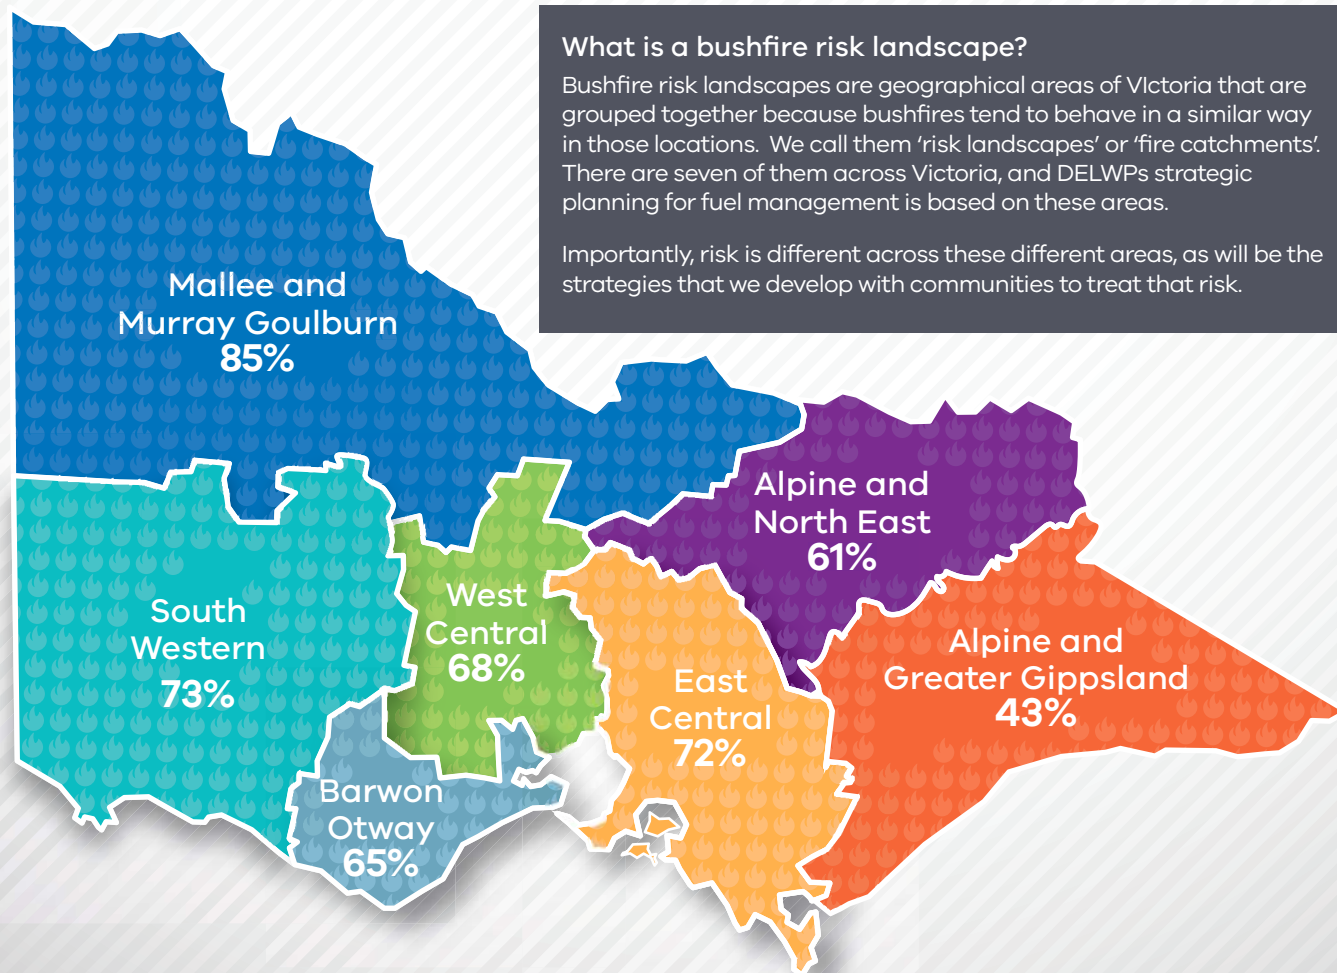 What is a bushfire risk landscape?
Bushfire risk landscapes are geographical areas of VIctoria that are
grouped together because bushfires tend to behave in a similar way
in those locations.  We call them ‘risk landscapes’ or ‘fire catchments’.
There are seven of them across Victoria, and DELWPs strategic
planning for fuel management is based on these areas.
Importantly, risk is different across these different areas, as will be the
strategies that we develop with communities to treat that risk.
Mallee and
Murray Goulburn
85%
Alpine and
North East
61%
South
Western
73%
West
Central
68%
East
Central
72%
Alpine and
Greater Gippsland
43%
Barwon
Otway
65%